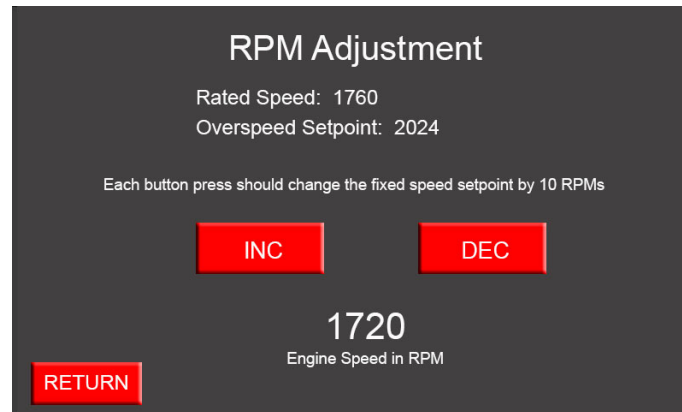 RPM Adjustment
Rated Speed: 1760
Overspeed Setpoint: 2024
Each button press should change the fixed speed setpoint by 10 RPMs
INC
DEC
1720
Engine Speed in RPM
RETURN